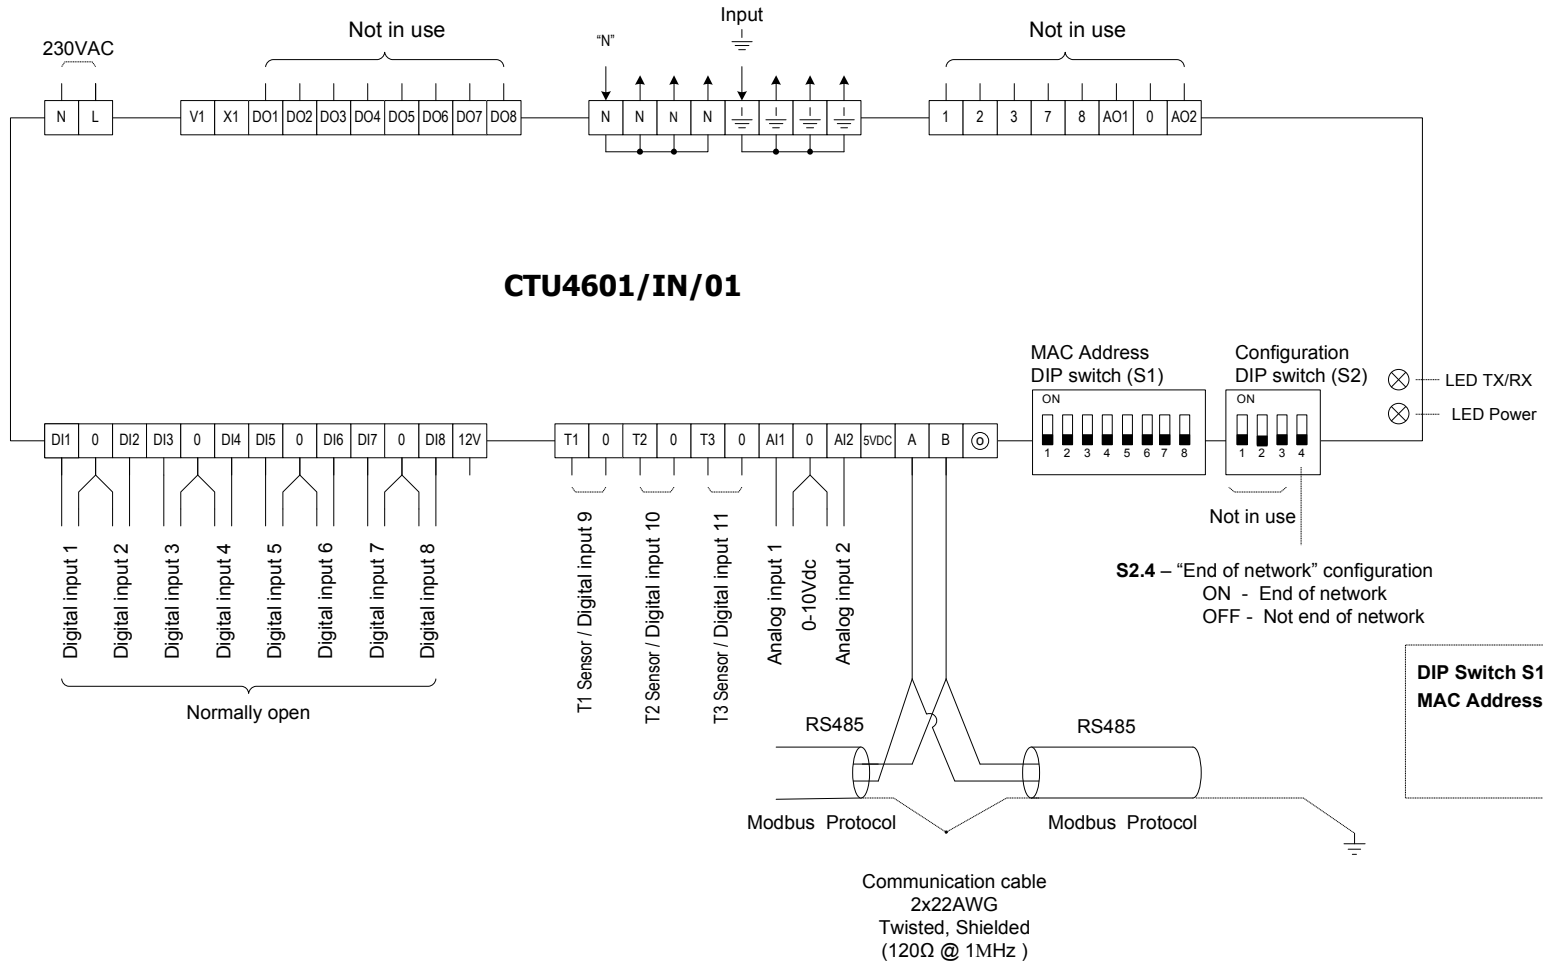 Not in use
Input
Not in use
230VAC
“N”
N L
V1 X1 DO1 DO2 DO3 DO4 DO5 DO6 DO7 DO8
N N N N
1 2 3 7 8 AO1 0 AO2
CTU4601/IN/01
MAC Address
DIP switch (S1)
ON
1 2 3 4 5 6 7 8
Configuration
DIP switch (S2)
ON
1 2 3 4
LED TX/RX
LED Power
DI1 0 DI2 DI3 0 DI4 DI5 0 DI6 DI7 0 DI8 12V
T1 0 T2 0 T3 0 AI1 0 AI2 5VDC A B
Not in use
Digital input 1
Digital input 2
Digital input 3
Digital input 4
Digital input 5
Digital input 6
Digital input 7
Digital input 8
Normally open
T1 Sensor / Digital input 9
T2 Sensor / Digital input 10
T3 Sensor / Digital input 11
Analog input 1
0-10Vdc
Analog input 2
S2.4 – “End of network” configuration
ON - End of network
OFF - Not end of network
DIP Switch S1
MAC Address
RS485
RS485
Modbus Protocol
Modbus Protocol
Communication cable
2x22AWG
Twisted, Shielded
(120Ω @ 1MHz )